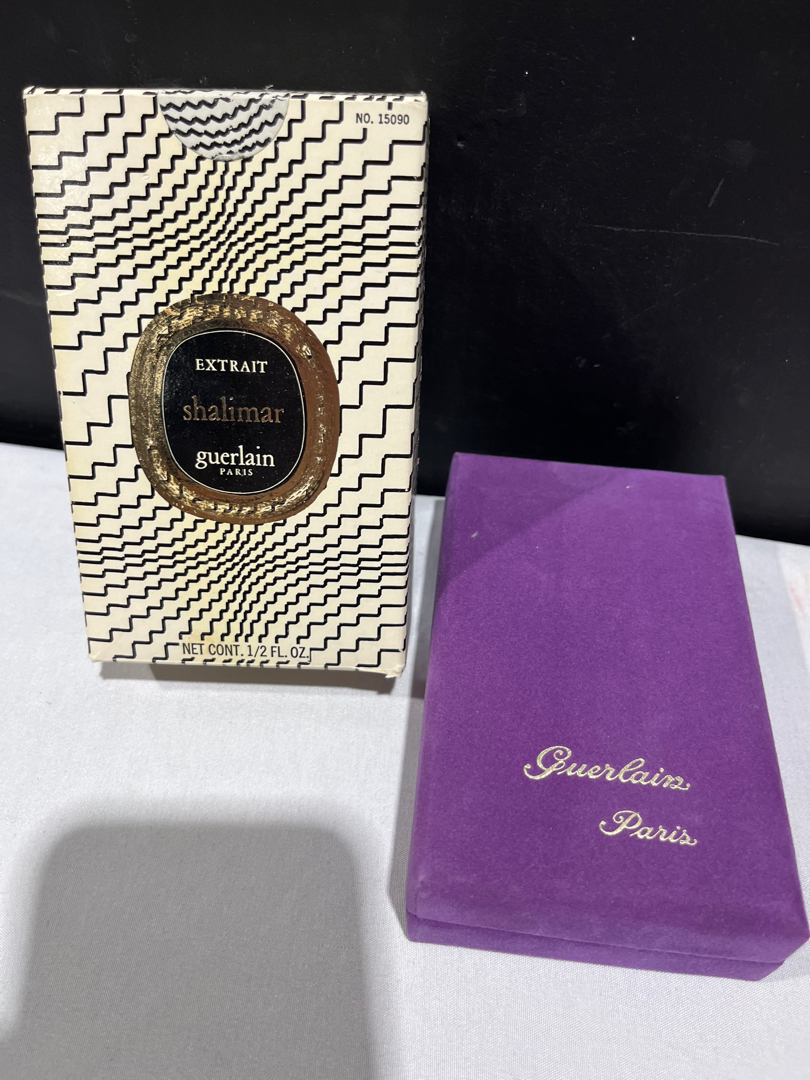 NO. 15090
EXTRAIT
shalimar
guerlain
PARIS
NET CONT. 1/2 FL. OZ.
Guerlain
Paris